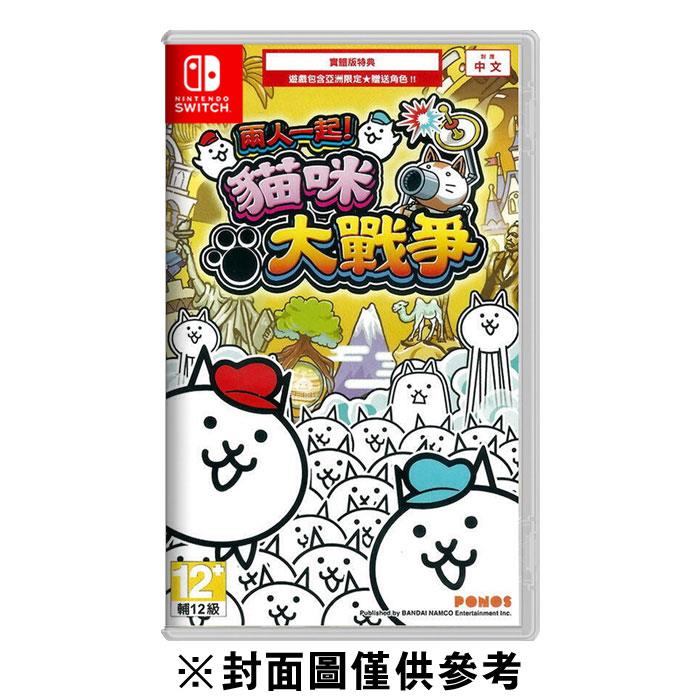 NINTENDO
SWITCH
實體版特典
遊戲包含亞洲限定★贈送角色!!
對應
中文
兩人一起!
貓咪
大戰爭
12+
輔12級
PONOS
Published by BANDAI NAMCO Entertainment Inc.
※封面圖僅供參考